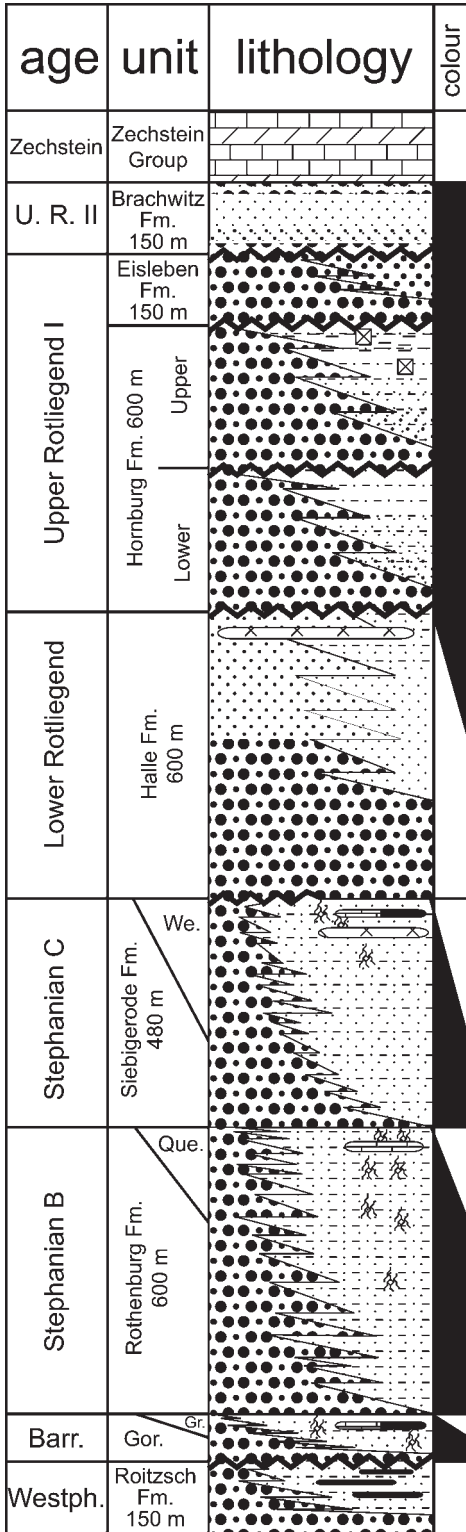 age unit lithology colour
Zechstein
Zechstein
Group
U. R. II
Brachwitz
Fm.
150 m
Upper Rotliegend I
Eisleben
Fm.
150 m
Hornburg Fm. 600 m
Upper
Lower
Lower Rotliegend
Halle Fm.
600 m
Stephanian C
Siebigerode Fm.
480 m
We.
Stephanian B
Rothenburg Fm.
600 m
Que.
Barr.
Gor.
Gr.
Westph.
Roitzsch
Fm.
150 m